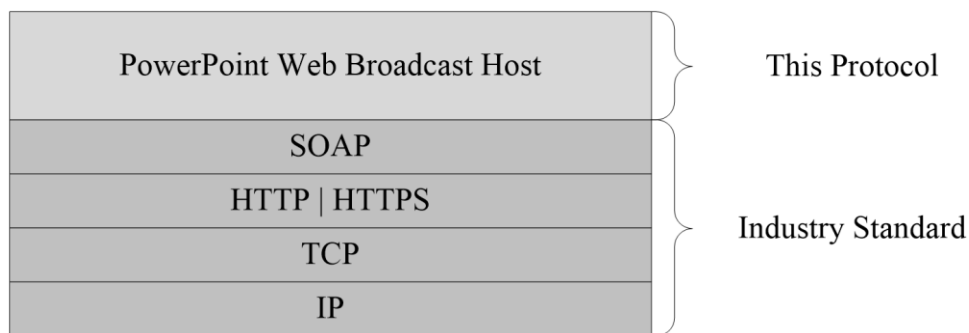 PowerPoint Web Broadcast Host
This Protocol
SOAP
HTTP | HTTPS
TCP
Industry Standard
IP